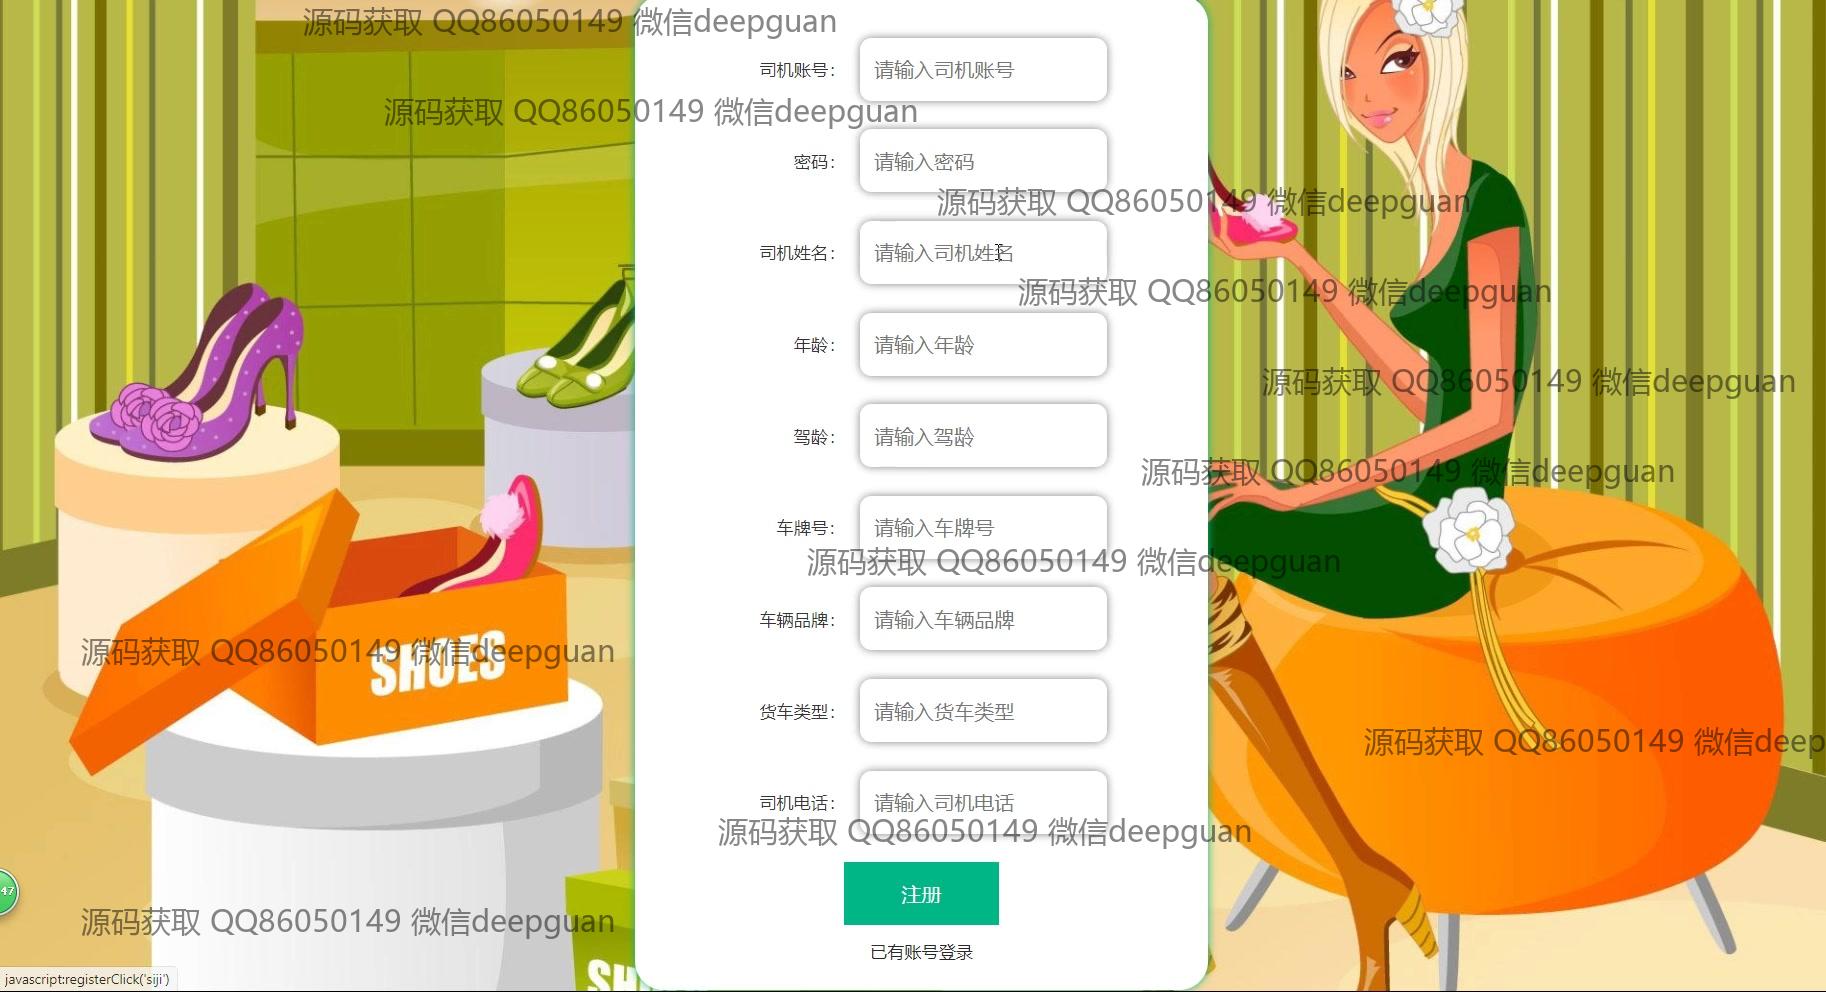 源码获取 QQ86050149 微信deepguan
司机账号：
请输入司机账号
源码获取 QQ86050149 微信deepguan
密码：
请输入密码
源码获取 QQ86050149 微信deepguan
司机姓名：
请输入司机姓名
源码获取 QQ86050149 微信deepguan
年龄：
请输入年龄
源码获取 QQ86050149 微信deepguan
驾龄：
请输入驾龄
源码获取 QQ86050149 微信deepguan
车牌号：
请输入车牌号
源码获取 QQ86050149 微信deepguan
车辆品牌：
请输入车辆品牌
源码获取 QQ86050149 微信deepguan
SHOES
货车类型：
请输入货车类型
源码获取 QQ86050149 微信deep
司机电话：
请输入司机电话
源码获取 QQ86050149 微信deepguan
47
注册
源码获取 QQ86050149 微信deepguan
已有账号登录
javascript:registerClick('siji')
SH